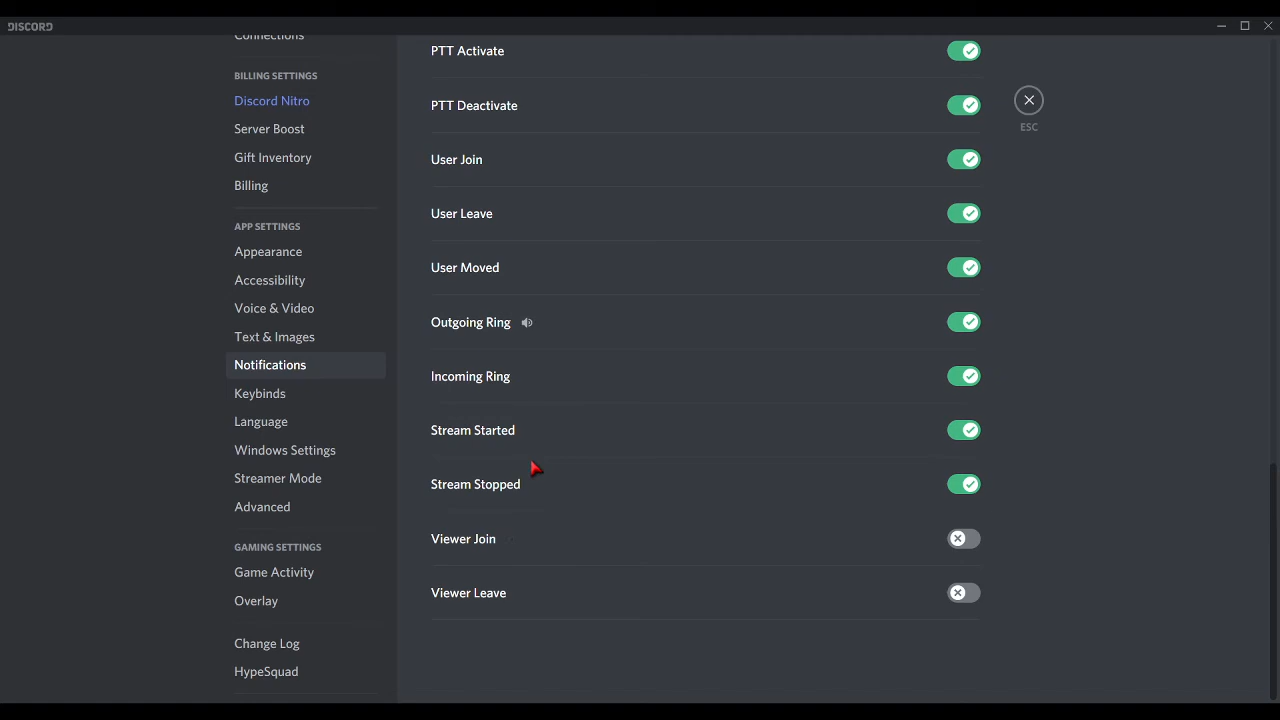 DISCORD
Connections
BILLING SETTINGS
Discord Nitro
Server Boost
Gift Inventory
Billing
APP SETTINGS
Appearance
Accessibility
Voice & Video
Text & Images
Notifications
Keybinds
Language
Windows Settings
Streamer Mode
Advanced
GAMING SETTINGS
Game Activity
Overlay
Change Log
HypeSquad
PTT Activate
PTT Deactivate
User Join
User Leave
User Moved
Outgoing Ring
Incoming Ring
Stream Started
Stream Stopped
Viewer Join
Viewer Leave
ESC